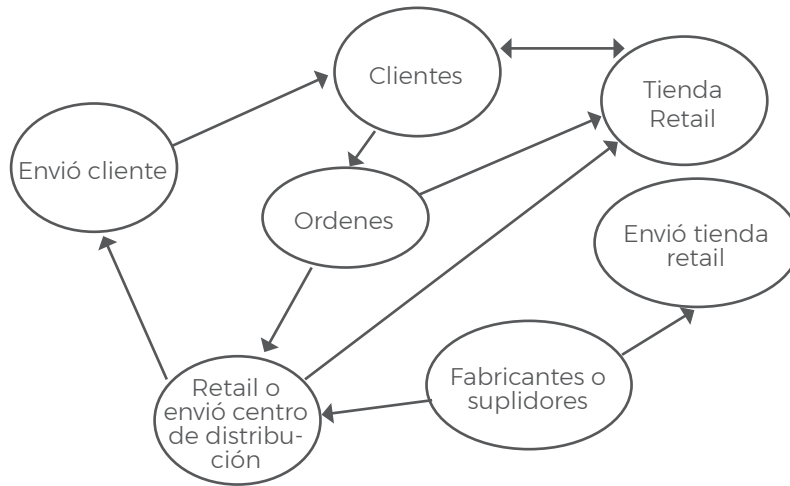 Clientes
Tienda
Retail
Envió cliente
Ordenes
Envió tienda
retail
Fabricantes o
suplidores
Retail o
envió centro
de distribu-
ción